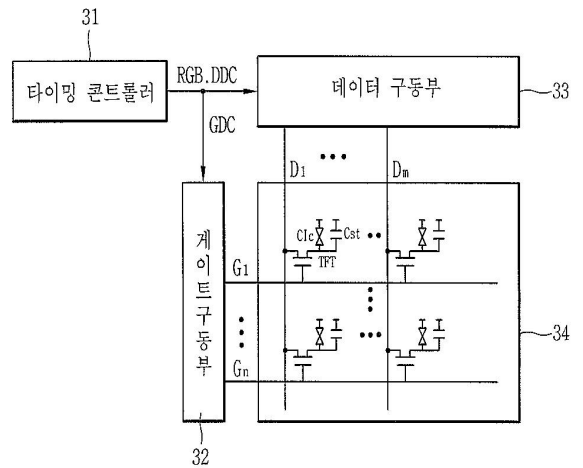 31
타이밍 콘트롤러
RGB.DDC
데이터 구동부
33
GDC
D1
Dm
게이트구동부
Clc
Cst
TFT
G1
Gn
34
32